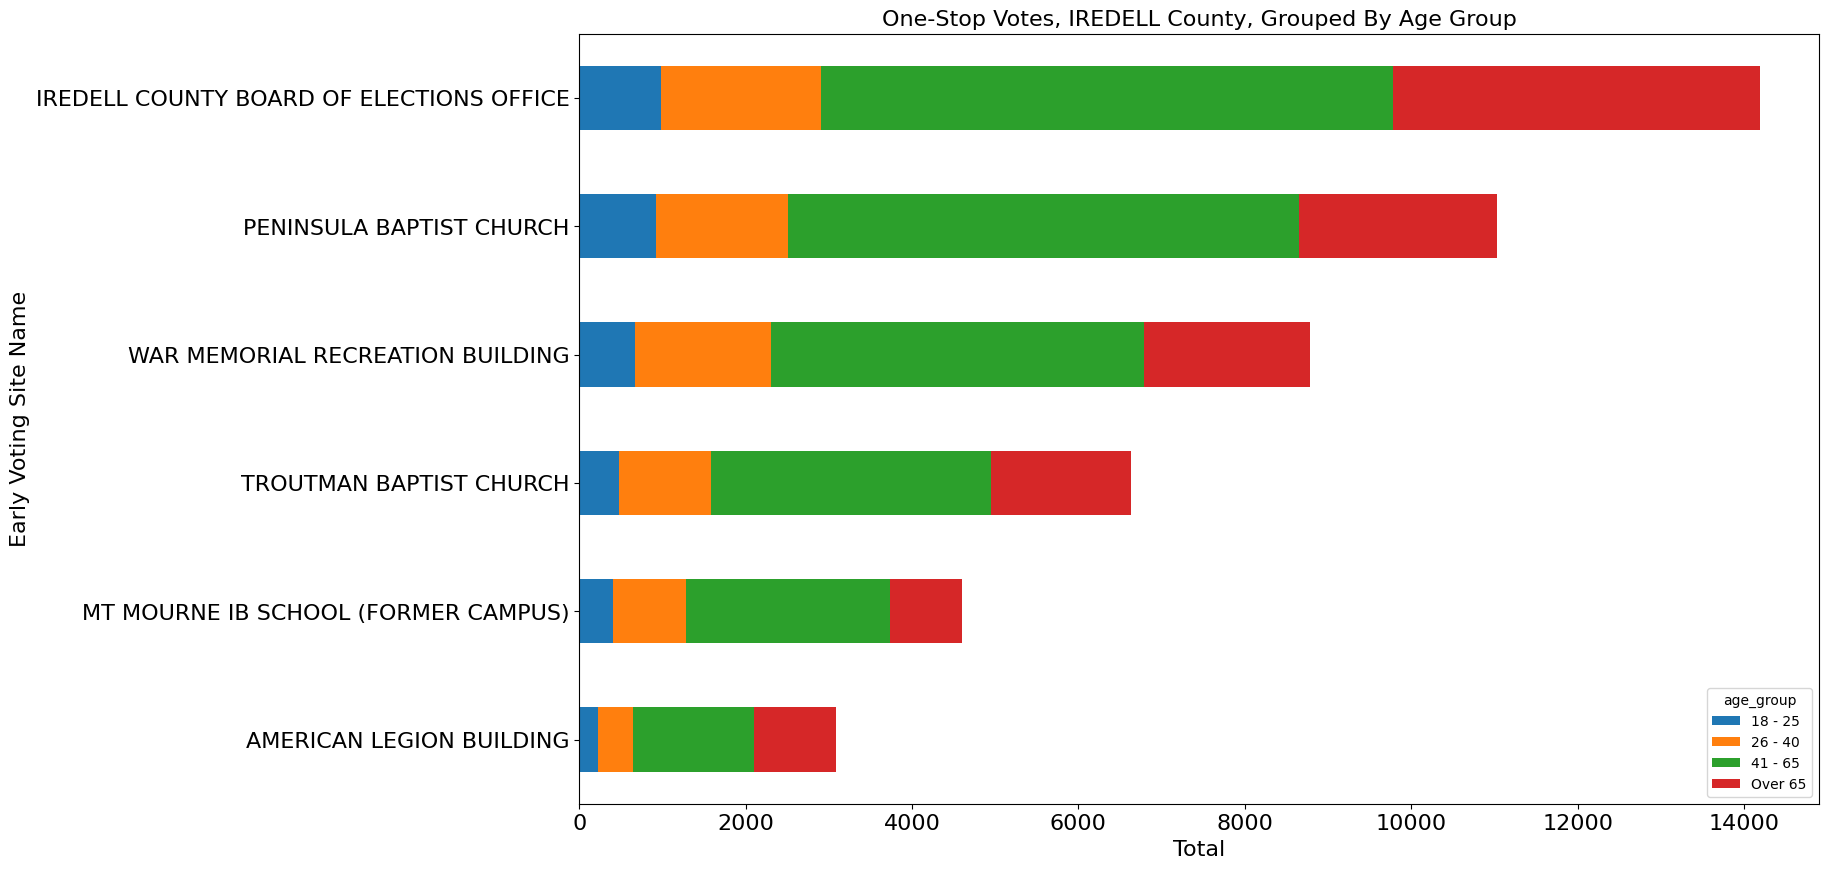 One-Stop Votes, IREDELL County, Grouped By Age Group
Early Voting Site Name
IREDELL COUNTY BOARD OF ELECTIONS OFFICE
PENINSULA BAPTIST CHURCH
WAR MEMORIAL RECREATION BUILDING
TROUTMAN BAPTIST CHURCH
MT MOURNE IB SCHOOL (FORMER CAMPUS)
AMERICAN LEGION BUILDING
age_group
18 - 25
26 - 40
41 - 65
Over 65
0 2000 4000 6000 8000 10000 12000 14000
Total